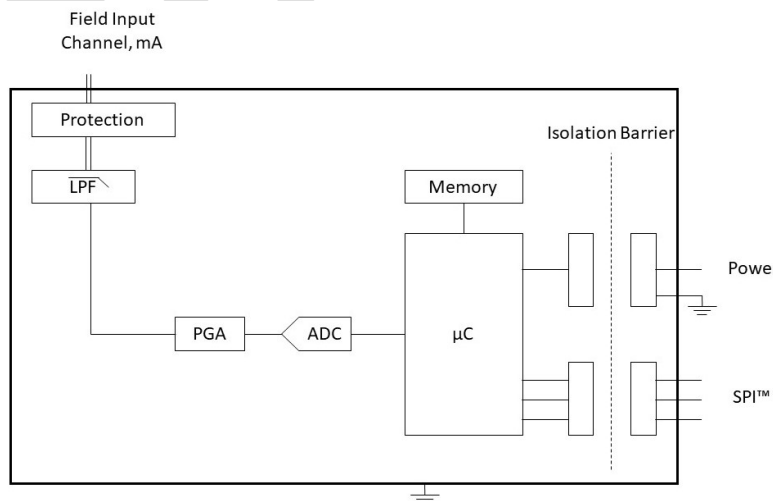 Field Input
Channel, mA
Protection
Isolation Barrier
LPF
Memory
Powe
PGA
ADC
µC
SPI™